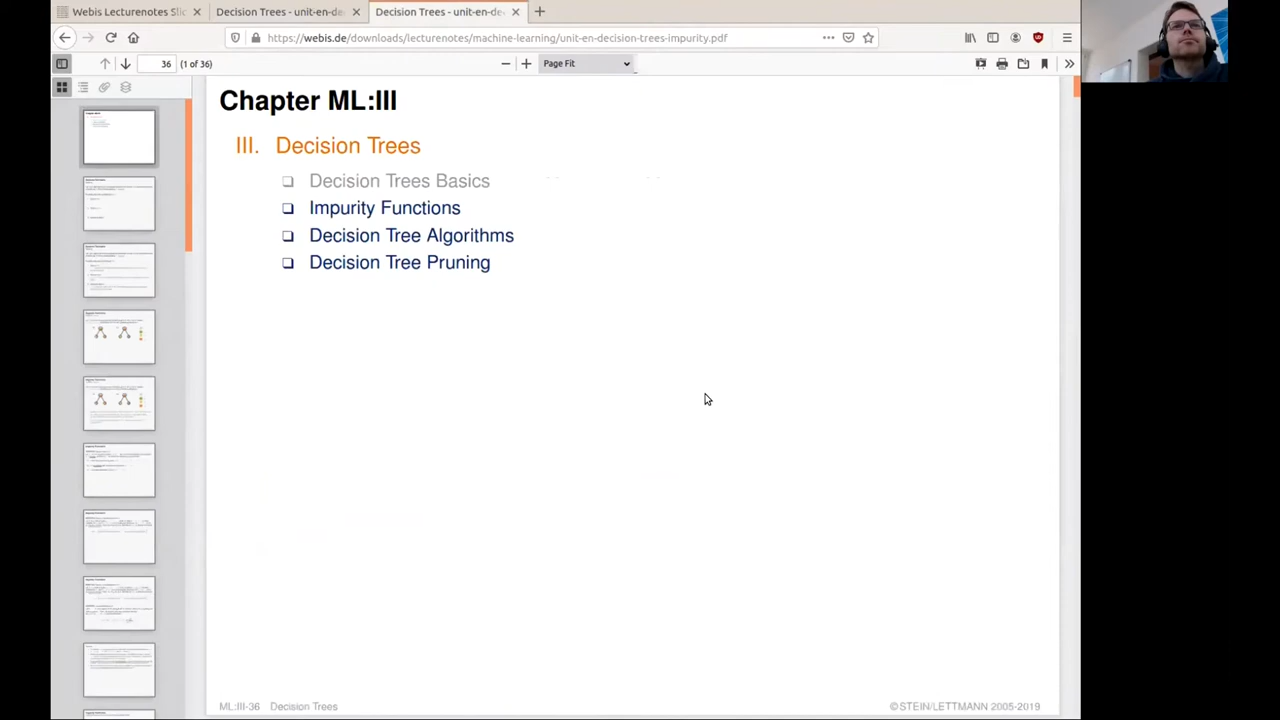 Webis Lecturenotes Slic
Decision Trees - unit-en-de
Decision Trees - unit-en-de
https://webis.de/downloads/lecturenotes/machine-learning/unit-en-decision-trees-impurity.pdf
36 (1 of 36)
Page Fit
Chapter ML:III
III. Decision Trees
❑ Decision Trees Basics
❑ Impurity Functions
❑ Decision Tree Algorithms
❑ Decision Tree Pruning
ML:III-36 Decision Trees
©STEIN/LETTMANN 2005-2019